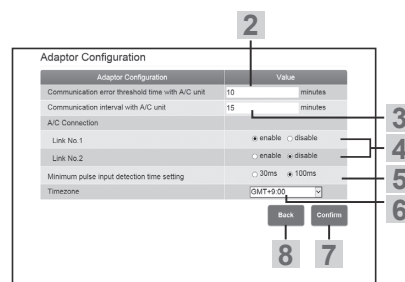 2
Adaptor Configuration
Adaptor Configuration Value
Communication error threshold time with A/C unit 10 minutes
Communication interval with A/C unit 15 minutes
3
A/C Connection
Link No.1 enable disable
4
Link No.2 enable disable
Minimum pulse input detection time setting 30ms 100ms
5
Timezone GMT+9:00
6
Back Confirm
8 7